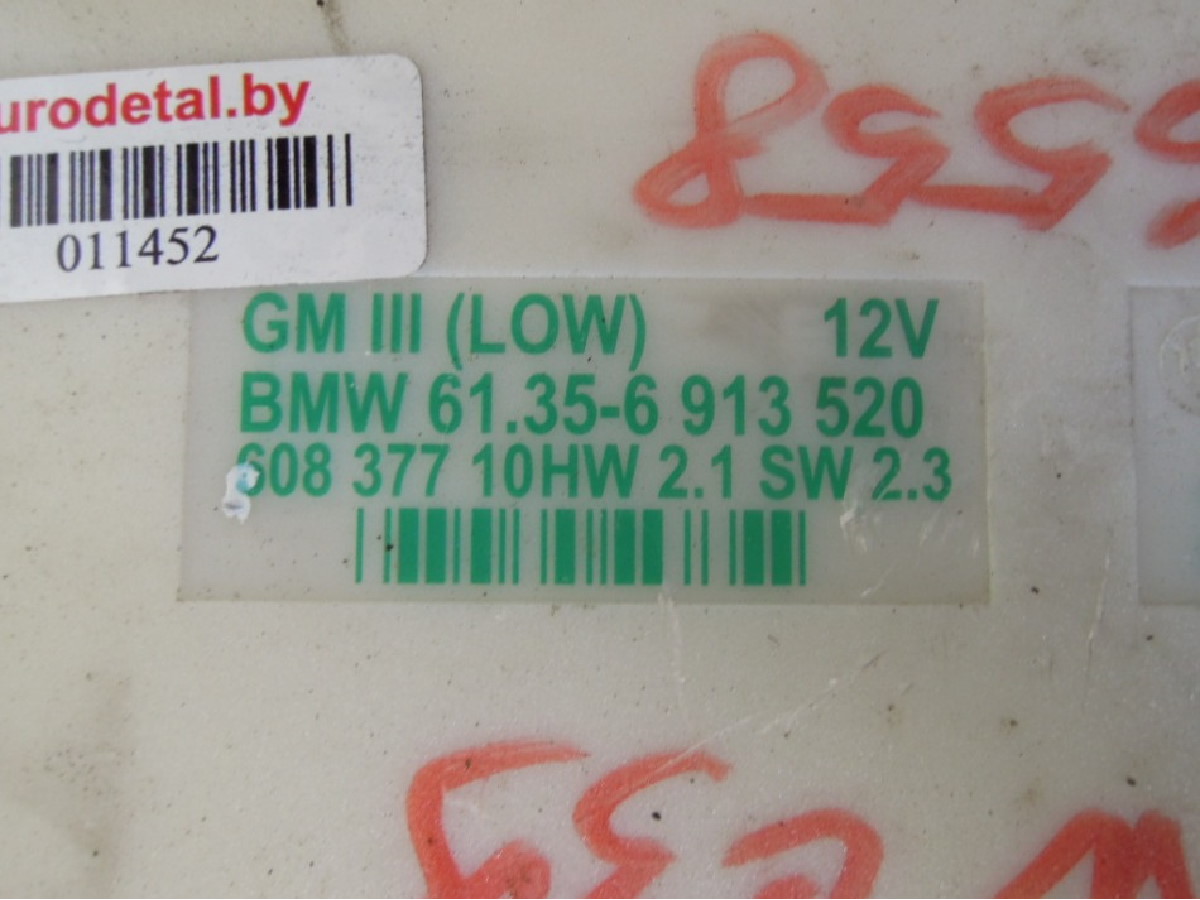 urodetal.by
011452
8555
GM III (LOW) 12V
BMW 61.35-6 913 520
608 377 10HW 2.1 SW 2.3